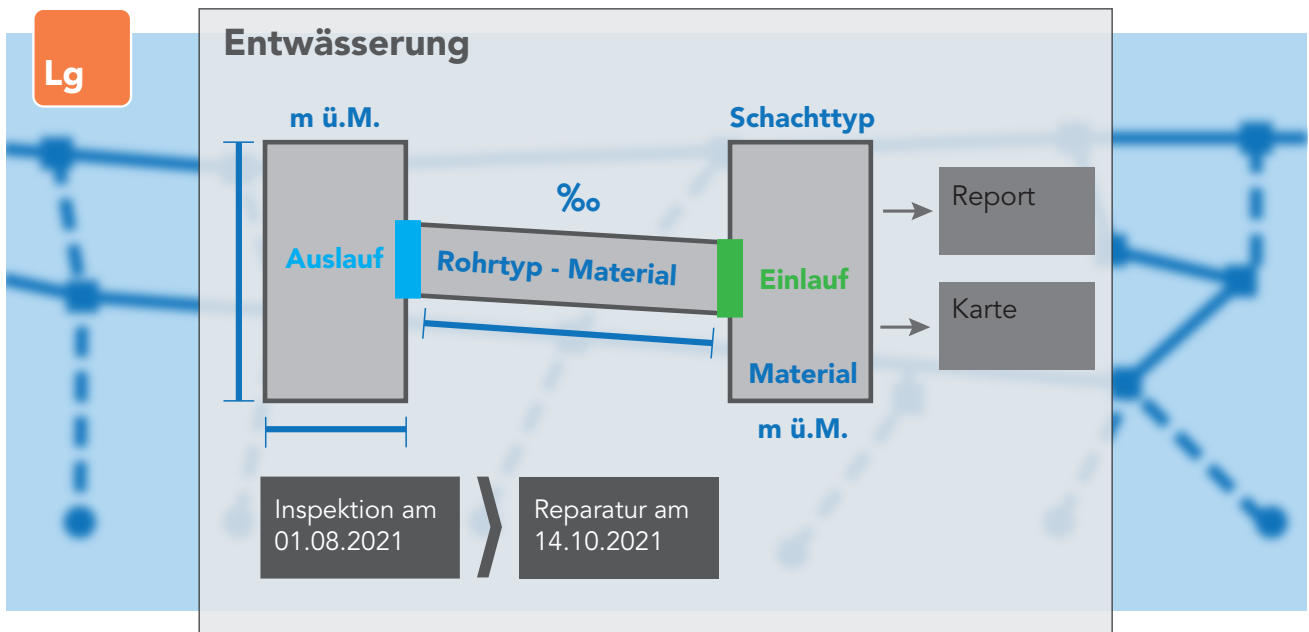 Lg
Entwässerung
m ü.M.
Schachttyp
‰
Report
Auslauf
Rohrtyp - Material
Einlauf
Karte
Material
m ü.M.
Inspektion am
01.08.2021
Reparatur am
14.10.2021